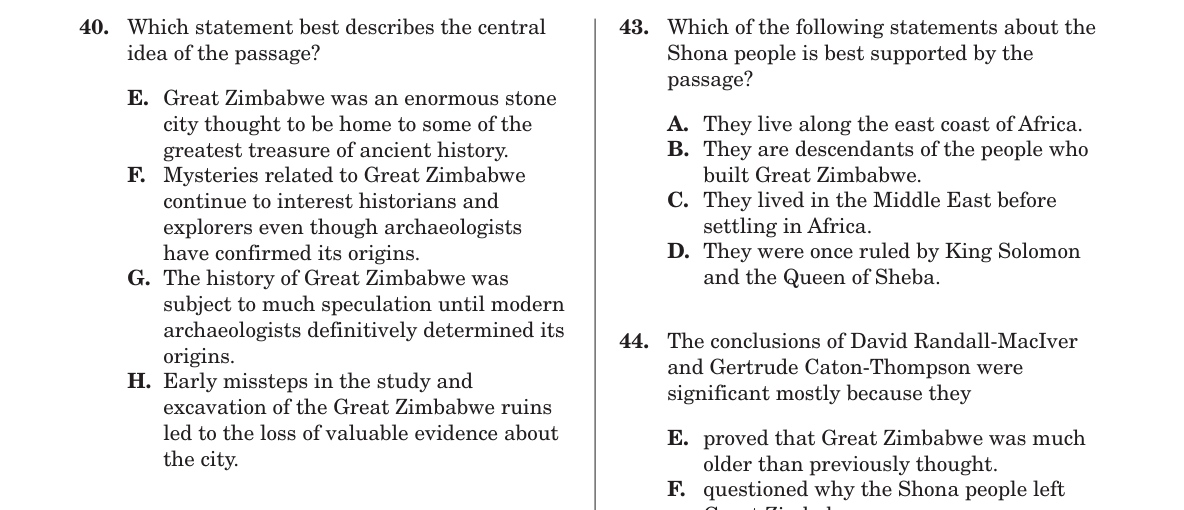 40. Which statement best describes the central
idea of the passage?
E. Great Zimbabwe was an enormous stone
city thought to be home to some of the
greatest treasure of ancient history.
F. Mysteries related to Great Zimbabwe
continue to interest historians and
explorers even though archaeologists
have confirmed its origins.
G. The history of Great Zimbabwe was
subject to much speculation until modern
archaeologists definitively determined its
origins.
H. Early missteps in the study and
excavation of the Great Zimbabwe ruins
led to the loss of valuable evidence about
the city.
43. Which of the following statements about the
Shona people is best supported by the
passage?
A. They live along the east coast of Africa.
B. They are descendants of the people who
built Great Zimbabwe.
C. They lived in the Middle East before
settling in Africa.
D. They were once ruled by King Solomon
and the Queen of Sheba.
44. The conclusions of David Randall-MacIver
and Gertrude Caton-Thompson were
significant mostly because they
E. proved that Great Zimbabwe was much
older than previously thought.
F. questioned why the Shona people left